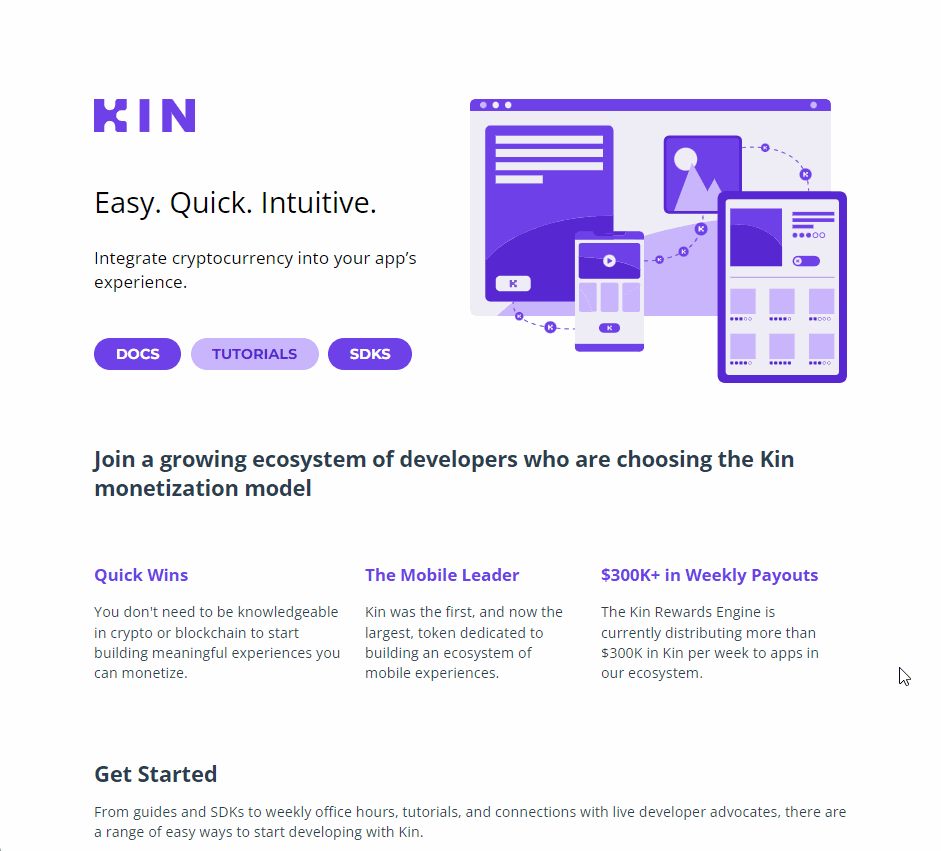 KIN
Easy. Quick. Intuitive.
Integrate cryptocurrency into your app’s
experience.
DOCS
TUTORIALS
SDKS
Join a growing ecosystem of developers who are choosing the Kin
monetization model
Quick Wins
You don't need to be knowledgeable
in crypto or blockchain to start
building meaningful experiences you
can monetize.
The Mobile Leader
Kin was the first, and now the
largest, token dedicated to
building an ecosystem of
mobile experiences.
$300K+ in Weekly Payouts
The Kin Rewards Engine is
currently distributing more than
$300K in Kin per week to apps in
our ecosystem.
Get Started
From guides and SDKs to weekly office hours, tutorials, and connections with live developer advocates, there are
a range of easy ways to start developing with Kin.